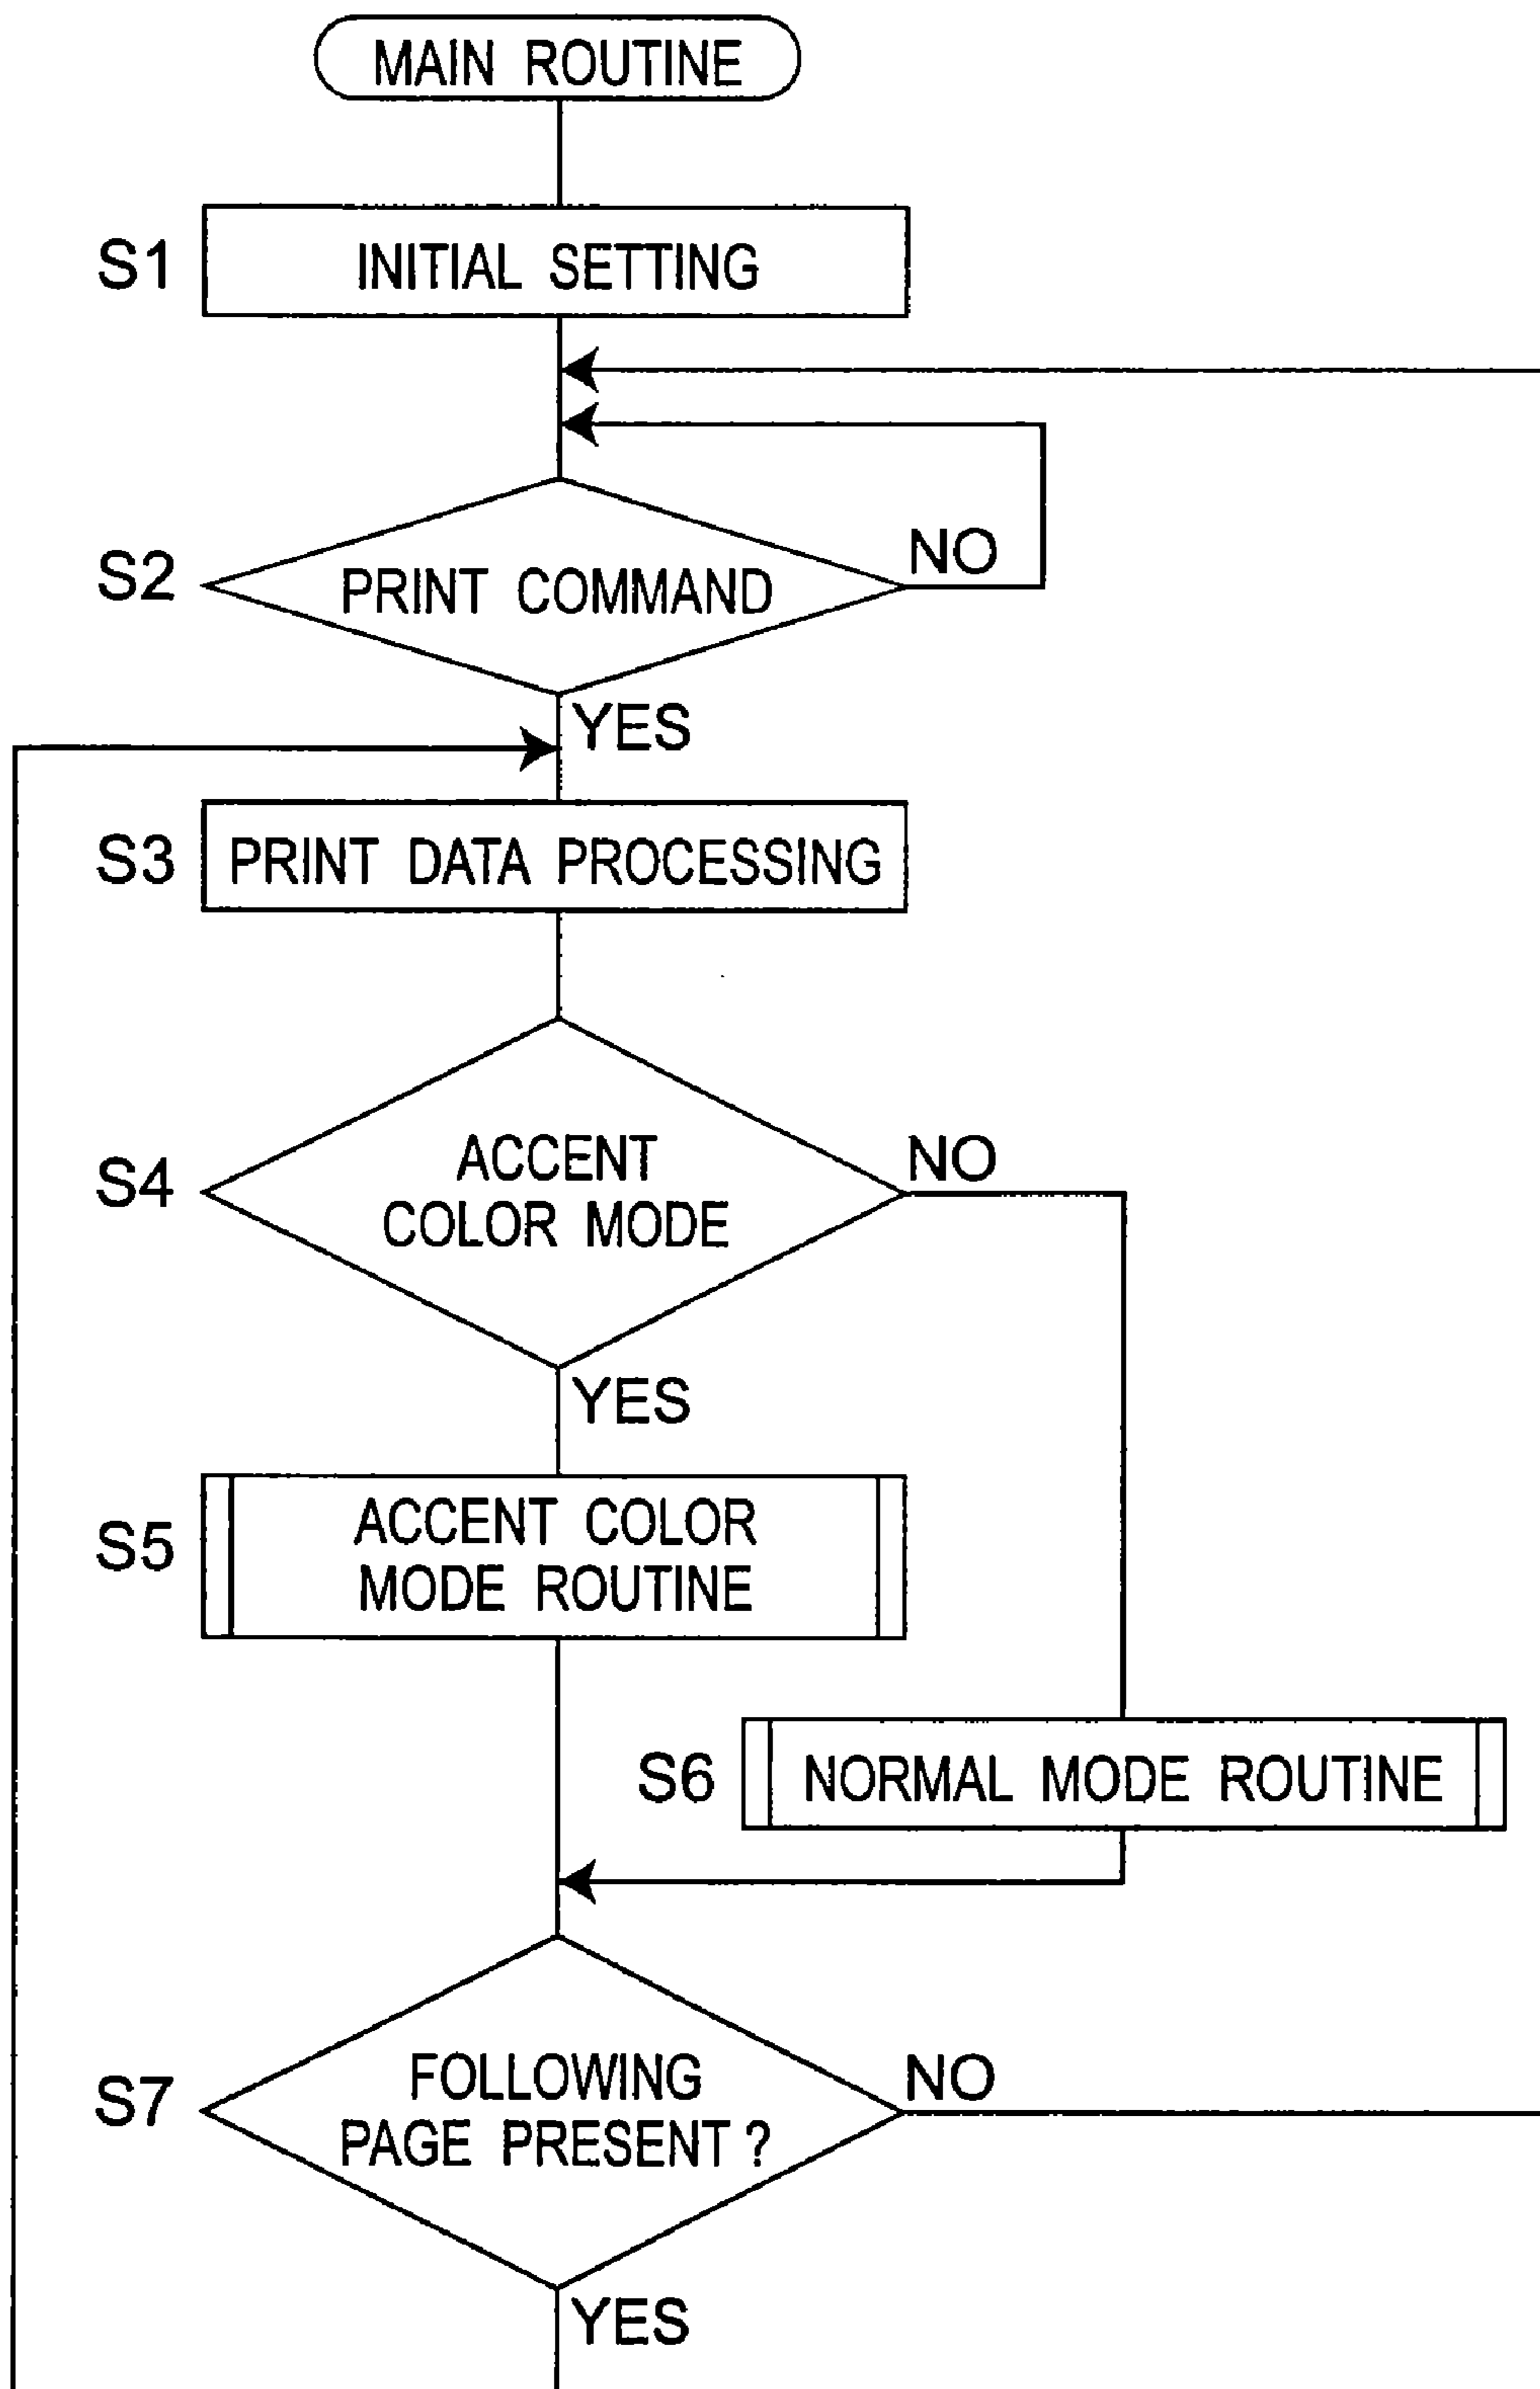 MAIN ROUTINE
S1
INITIAL SETTING
S2
PRINT COMMAND
NO
YES
S3
PRINT DATA PROCESSING
S4
ACCENT
COLOR MODE
NO
YES
S5
ACCENT COLOR
MODE ROUTINE
S6
NORMAL MODE ROUTINE
S7
FOLLOWING
PAGE PRESENT ?
NO
YES